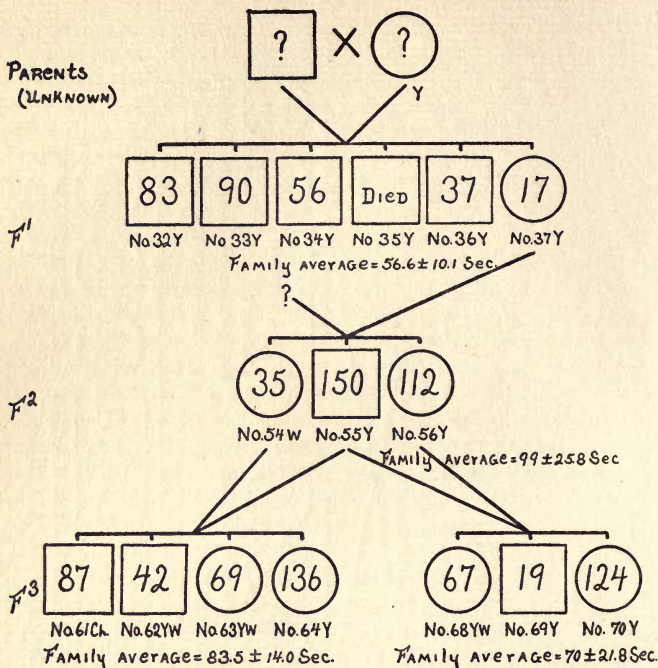 ? X ?
Parents
(Unknown)
Y
83 90 56 Died 37 17
F¹
No.32Y No 33Y No34Y No 35Y No.36Y No.37Y
Family average=56.6±10.1 Sec.
?
35 150 112
F²
No.54W No.55Y No.56Y
Family average=99±25.8 Sec
87 42 69 136 67 19 124
F³
No.61Ch. No.62YW No.63YW No.64Y No.68YW No.69Y No. 70Y
Family average=83.5±14.0 Sec. Family average=70±21.8 Sec.